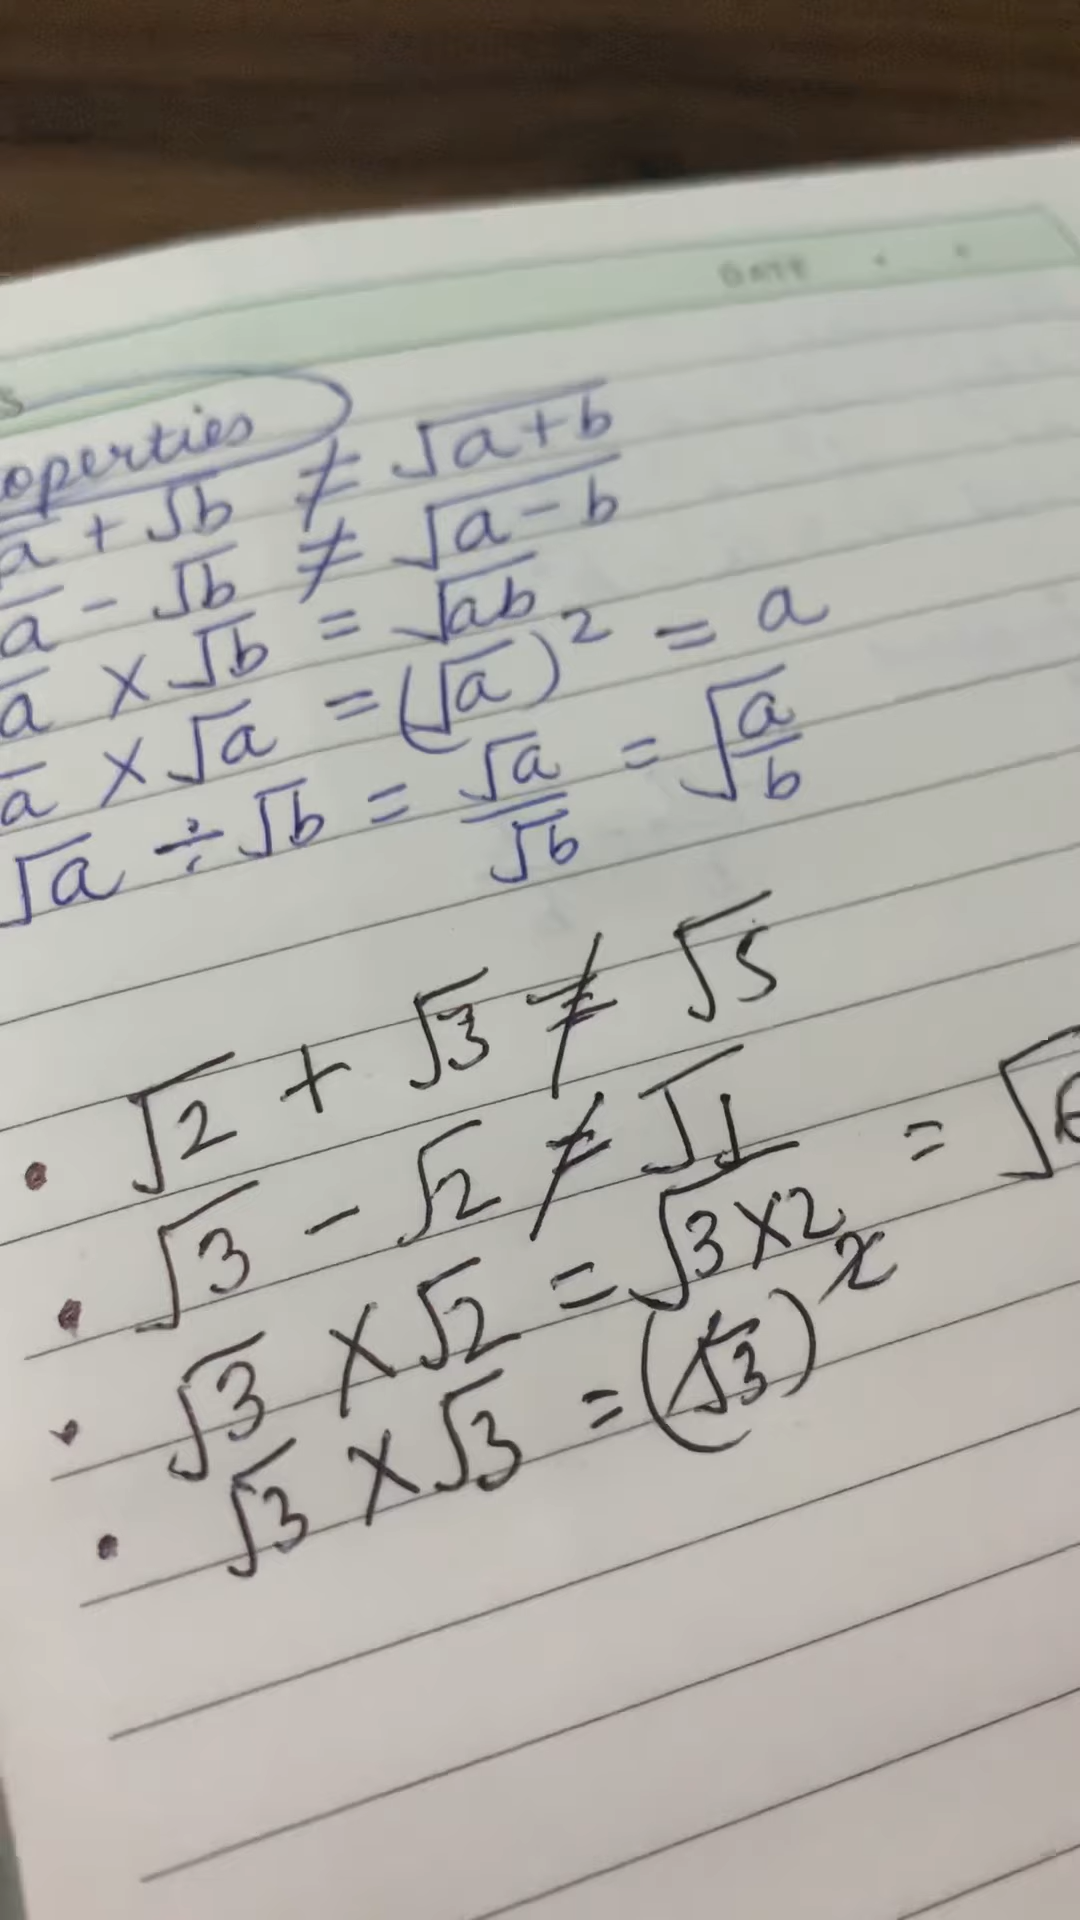 DATE
operties
a + √b ≠ √a+b
a - √b ≠ √a-b
a × √b = √ab
a × √a = (√a)² = a
√a ÷ √b = √a/√b = √a/b
• √2 + √3 ≠ √5
• √3 - √2 ≠ √1
• √3 × √2 = √3×2 = √6
• √3 × √3 = (√3)²